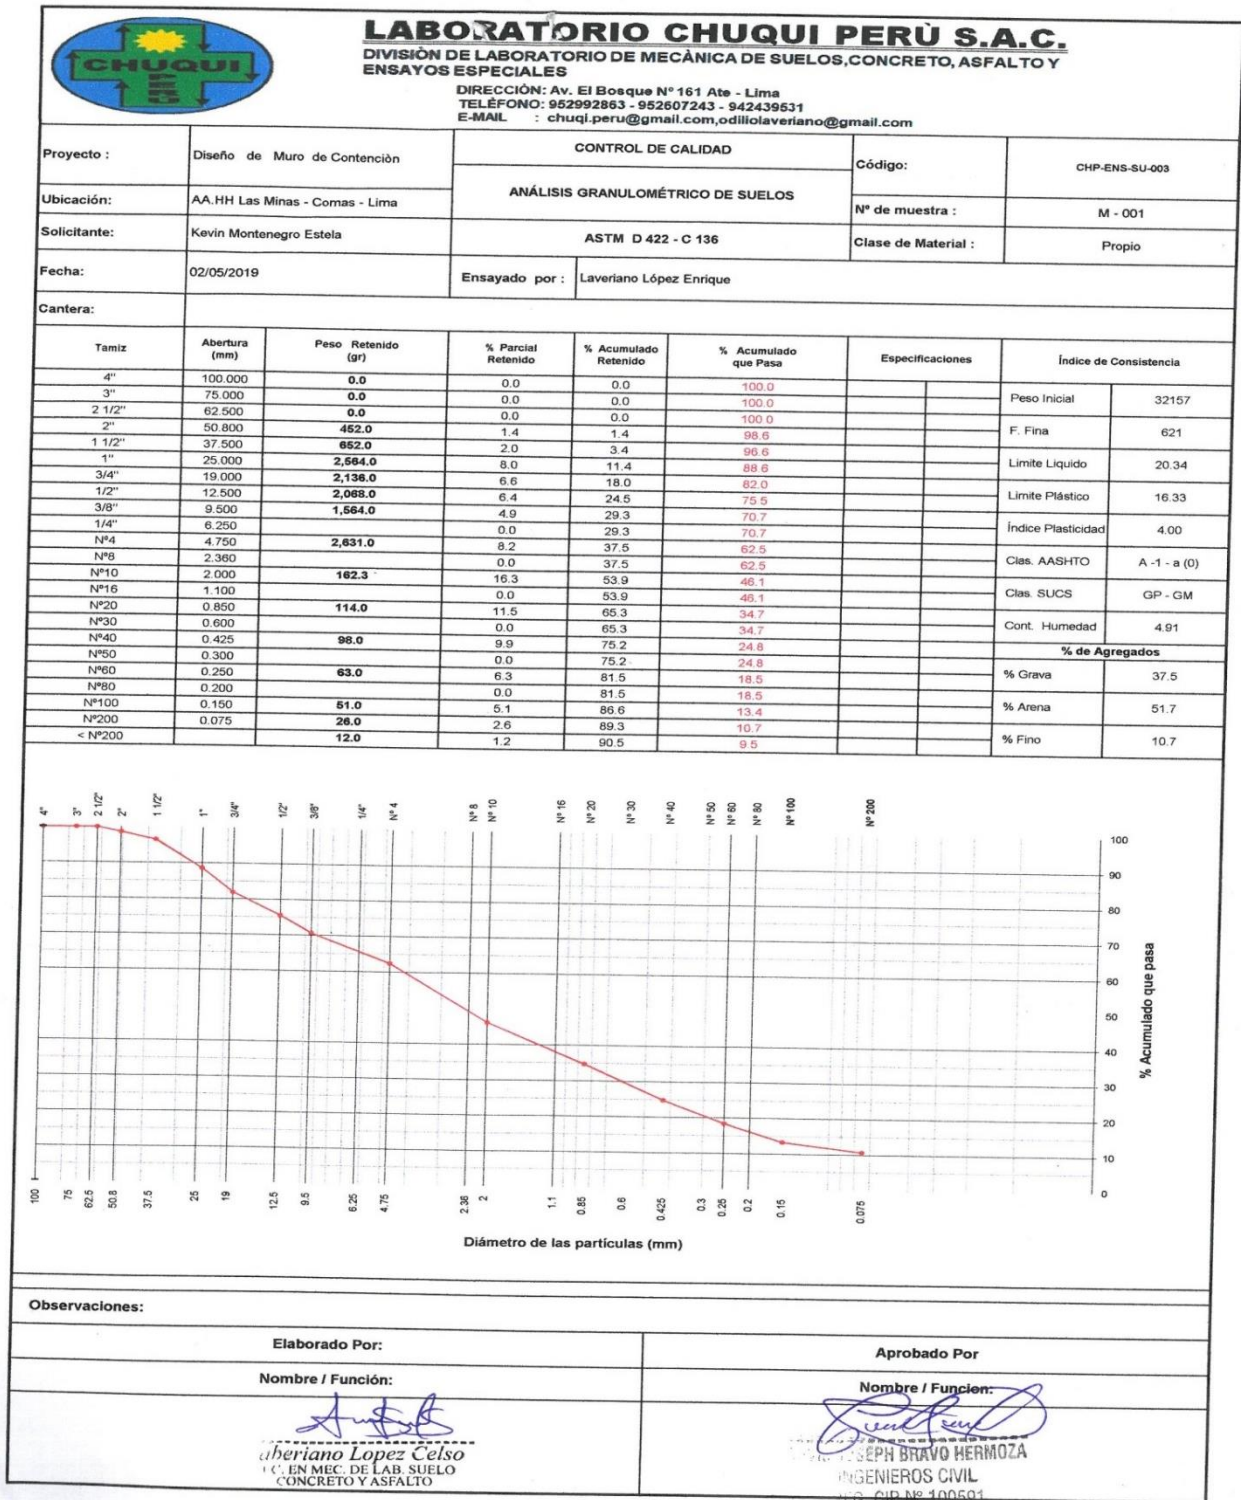 CHUQUI
PERU
LABORATORIO CHUQUI PERÙ S.A.C.
DIVISIÒN DE LABORATORIO DE MECÀNICA DE SUELOS,CONCRETO, ASFALTO Y
ENSAYOS ESPECIALES
DIRECCIÒN: Av. El Bosque Nº 161 Ate - Lima
TELÈFONO: 952992863 - 952607243 - 942439531
E-MAIL : chuqi.peru@gmail.com,odiliolaveriano@gmail.com
Proyecto : Diseño de Muro de Contenciòn CONTROL DE CALIDAD Código: CHP-ENS-SU-003
Ubicación: AA.HH Las Minas - Comas - Lima ANÁLISIS GRANULOMÉTRICO DE SUELOS Nº de muestra : M - 001
Solicitante: Kevin Montenegro Estela ASTM D 422 - C 136 Clase de Material : Propio
Fecha: 02/05/2019 Ensayado por : Laveriano López Enrique
Cantera:
Tamiz Abertura (mm) Peso Retenido (gr) % Parcial Retenido % Acumulado Retenido % Acumulado que Pasa Especificaciones Índice de Consistencia
4" 100.000 0.0 0.0 0.0 100.0
3" 75.000 0.0 0.0 0.0 100.0 Peso Inicial 32157
2 1/2" 62.500 0.0 0.0 0.0 100.0
2" 50.800 452.0 1.4 1.4 98.6 F. Fina 621
1 1/2" 37.500 652.0 2.0 3.4 96.6
1" 25.000 2,564.0 8.0 11.4 88.6 Limite Liquido 20.34
3/4" 19.000 2,136.0 6.6 18.0 82.0
1/2" 12.500 2,068.0 6.4 24.5 75.5 Limite Plástico 16.33
3/8" 9.500 1,564.0 4.9 29.3 70.7
1/4" 6.250 0.0 29.3 70.7 Índice Plasticidad 4.00
Nº4 4.750 2,631.0 8.2 37.5 62.5
Nº8 2.360 0.0 37.5 62.5 Clas. AASHTO A -1 - a (0)
Nº10 2.000 162.3 16.3 53.9 46.1
Nº16 1.100 0.0 53.9 46.1 Clas. SUCS GP - GM
Nº20 0.850 114.0 11.5 65.3 34.7
Nº30 0.600 0.0 65.3 34.7 Cont. Humedad 4.91
Nº40 0.425 98.0 9.9 75.2 24.8
Nº50 0.300 0.0 75.2 24.8 % de Agregados
Nº60 0.250 63.0 6.3 81.5 18.5 % Grava 37.5
Nº80 0.200 0.0 81.5 18.5
Nº100 0.150 51.0 5.1 86.6 13.4 % Arena 51.7
Nº200 0.075 26.0 2.6 89.3 10.7
< Nº200 12.0 1.2 90.5 9.5 % Fino 10.7
4" 3" 2 1/2" 2" 1 1/2" 1" 3/4" 1/2" 3/8" 1/4" Nº 4 Nº 8 Nº 10 Nº 16 Nº 20 Nº 30 Nº 40 Nº 50 Nº 60 Nº 80 Nº 100 Nº 200
100
90
80
70
60
50
40
30
20
10
0
% Acumulado que pasa
100 75 62.5 50.8 37.5 25 19 12.5 9.5 6.25 4.75 2.36 2 1.1 0.85 0.6 0.425 0.3 0.25 0.2 0.15 0.075
Diámetro de las partículas (mm)
Observaciones:
Elaborado Por: Aprobado Por
Nombre / Función: Nombre / Funcion:
Lopez Celso
EN MEC. DE LAB. SUELO
CONCRETO Y ASFALTO
BRAVO HERMOZA
CIVIL
CIP Nº 100591